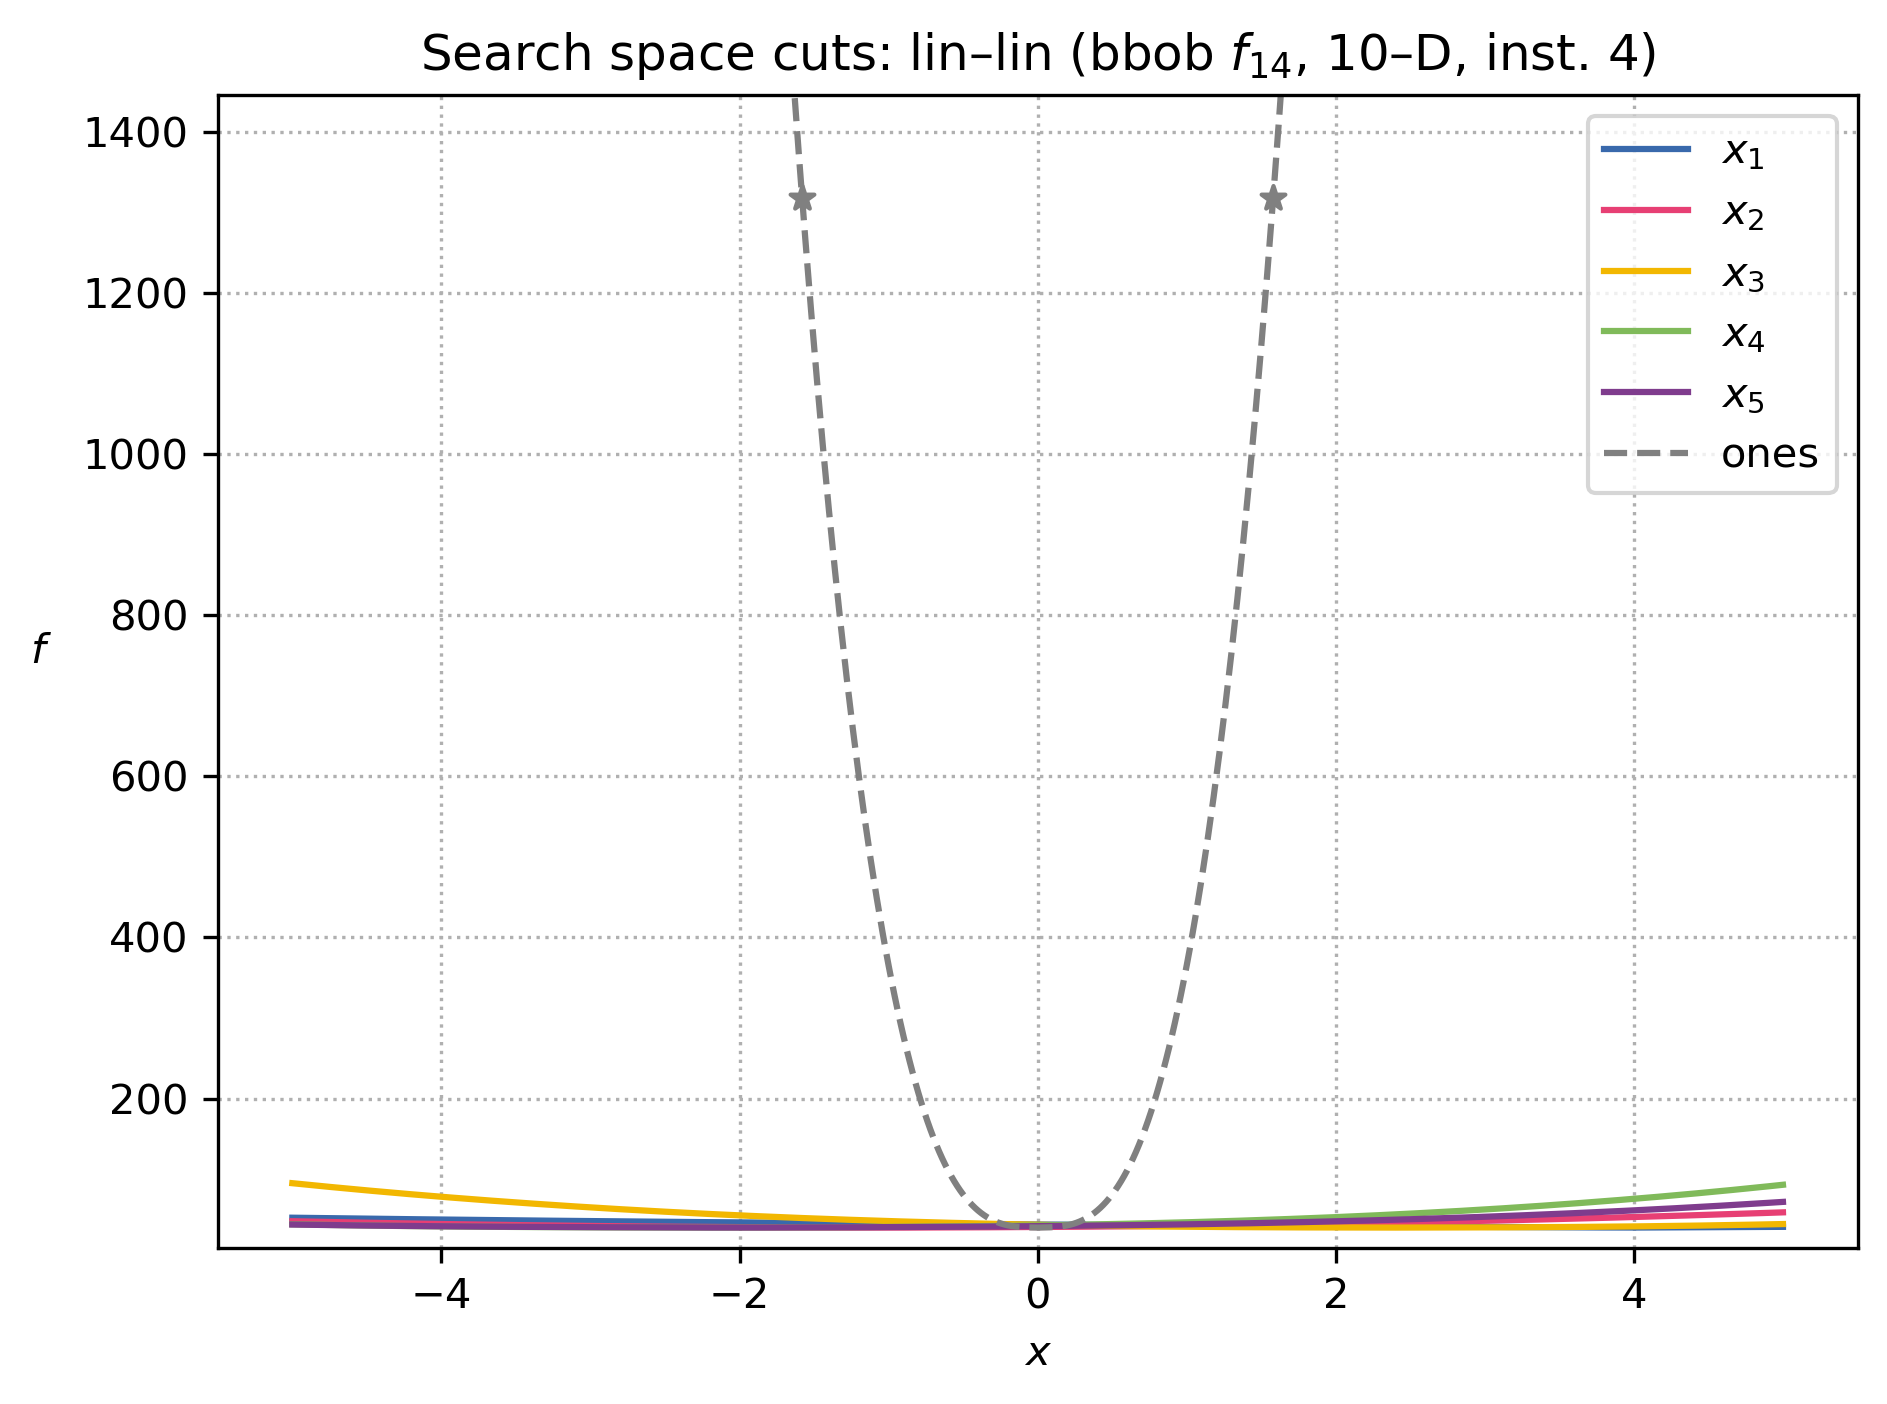 Search space cuts: lin–lin (bbob f₁₄, 10–D, inst. 4)
1400
1200
1000
800
600
400
200
f
−4
−2
0
2
4
x
x₁
x₂
x₃
x₄
x₅
ones